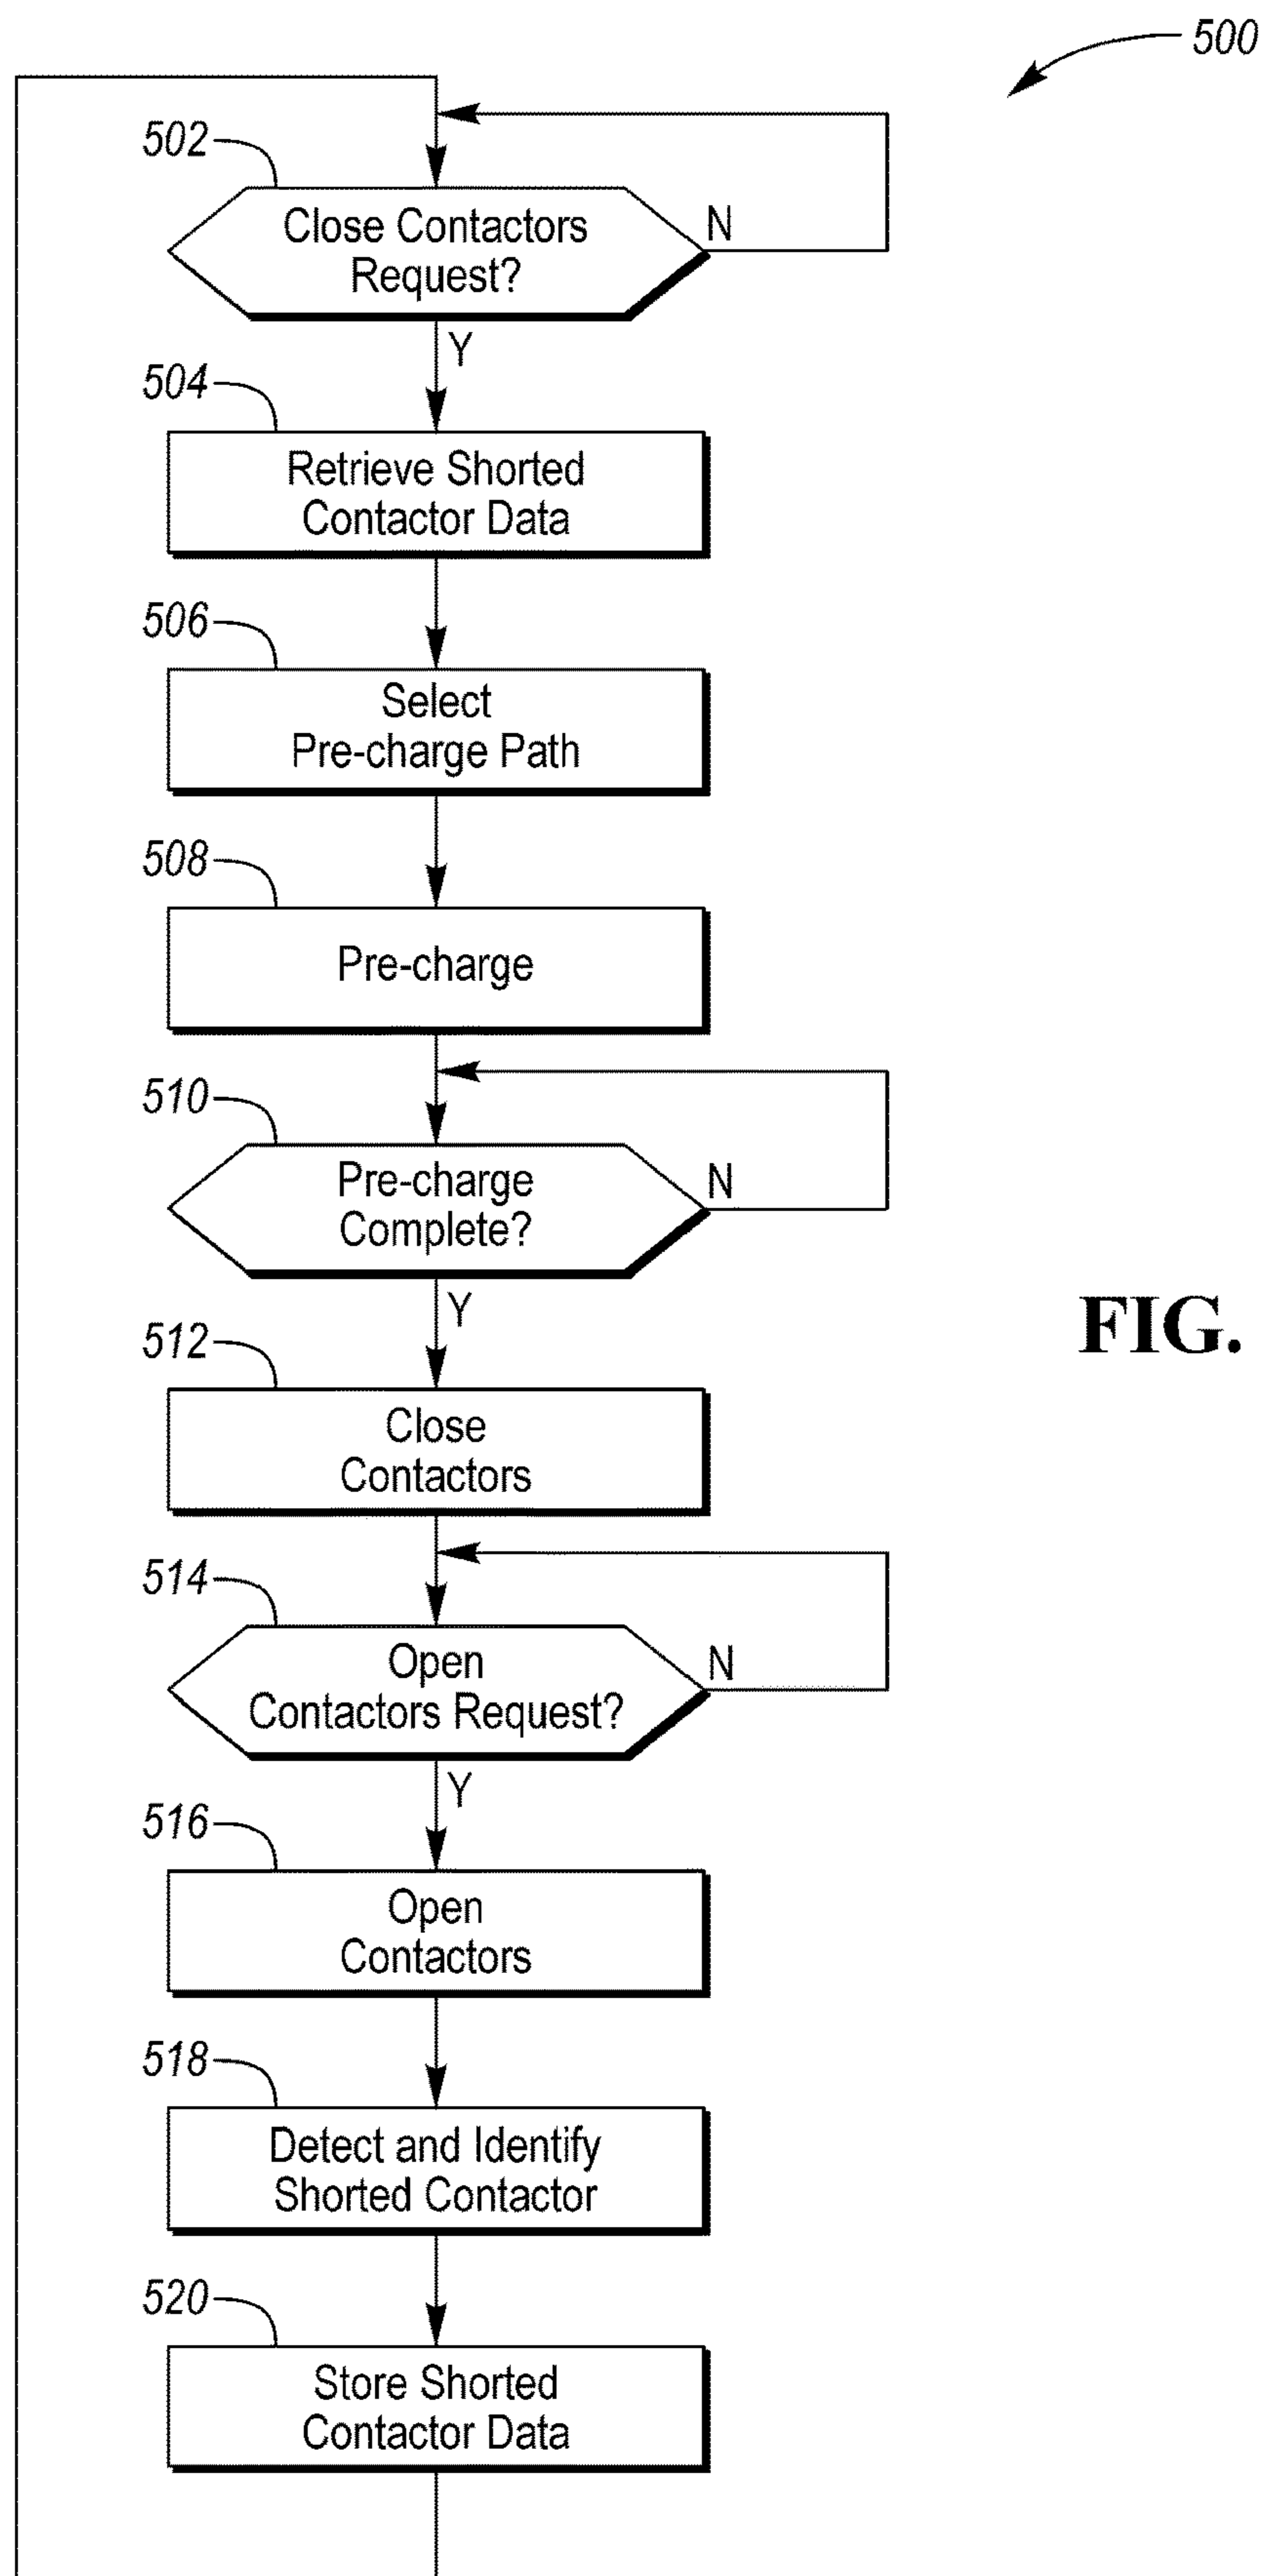 500
502
Close Contactors
Request?
N
Y
504
Retrieve Shorted
Contactor Data
506
Select
Pre-charge Path
508
Pre-charge
510
Pre-charge
Complete?
N
Y
FIG.
512
Close
Contactors
514
Open
Contactors Request?
N
Y
516
Open
Contactors
518
Detect and Identify
Shorted Contactor
520
Store Shorted
Contactor Data